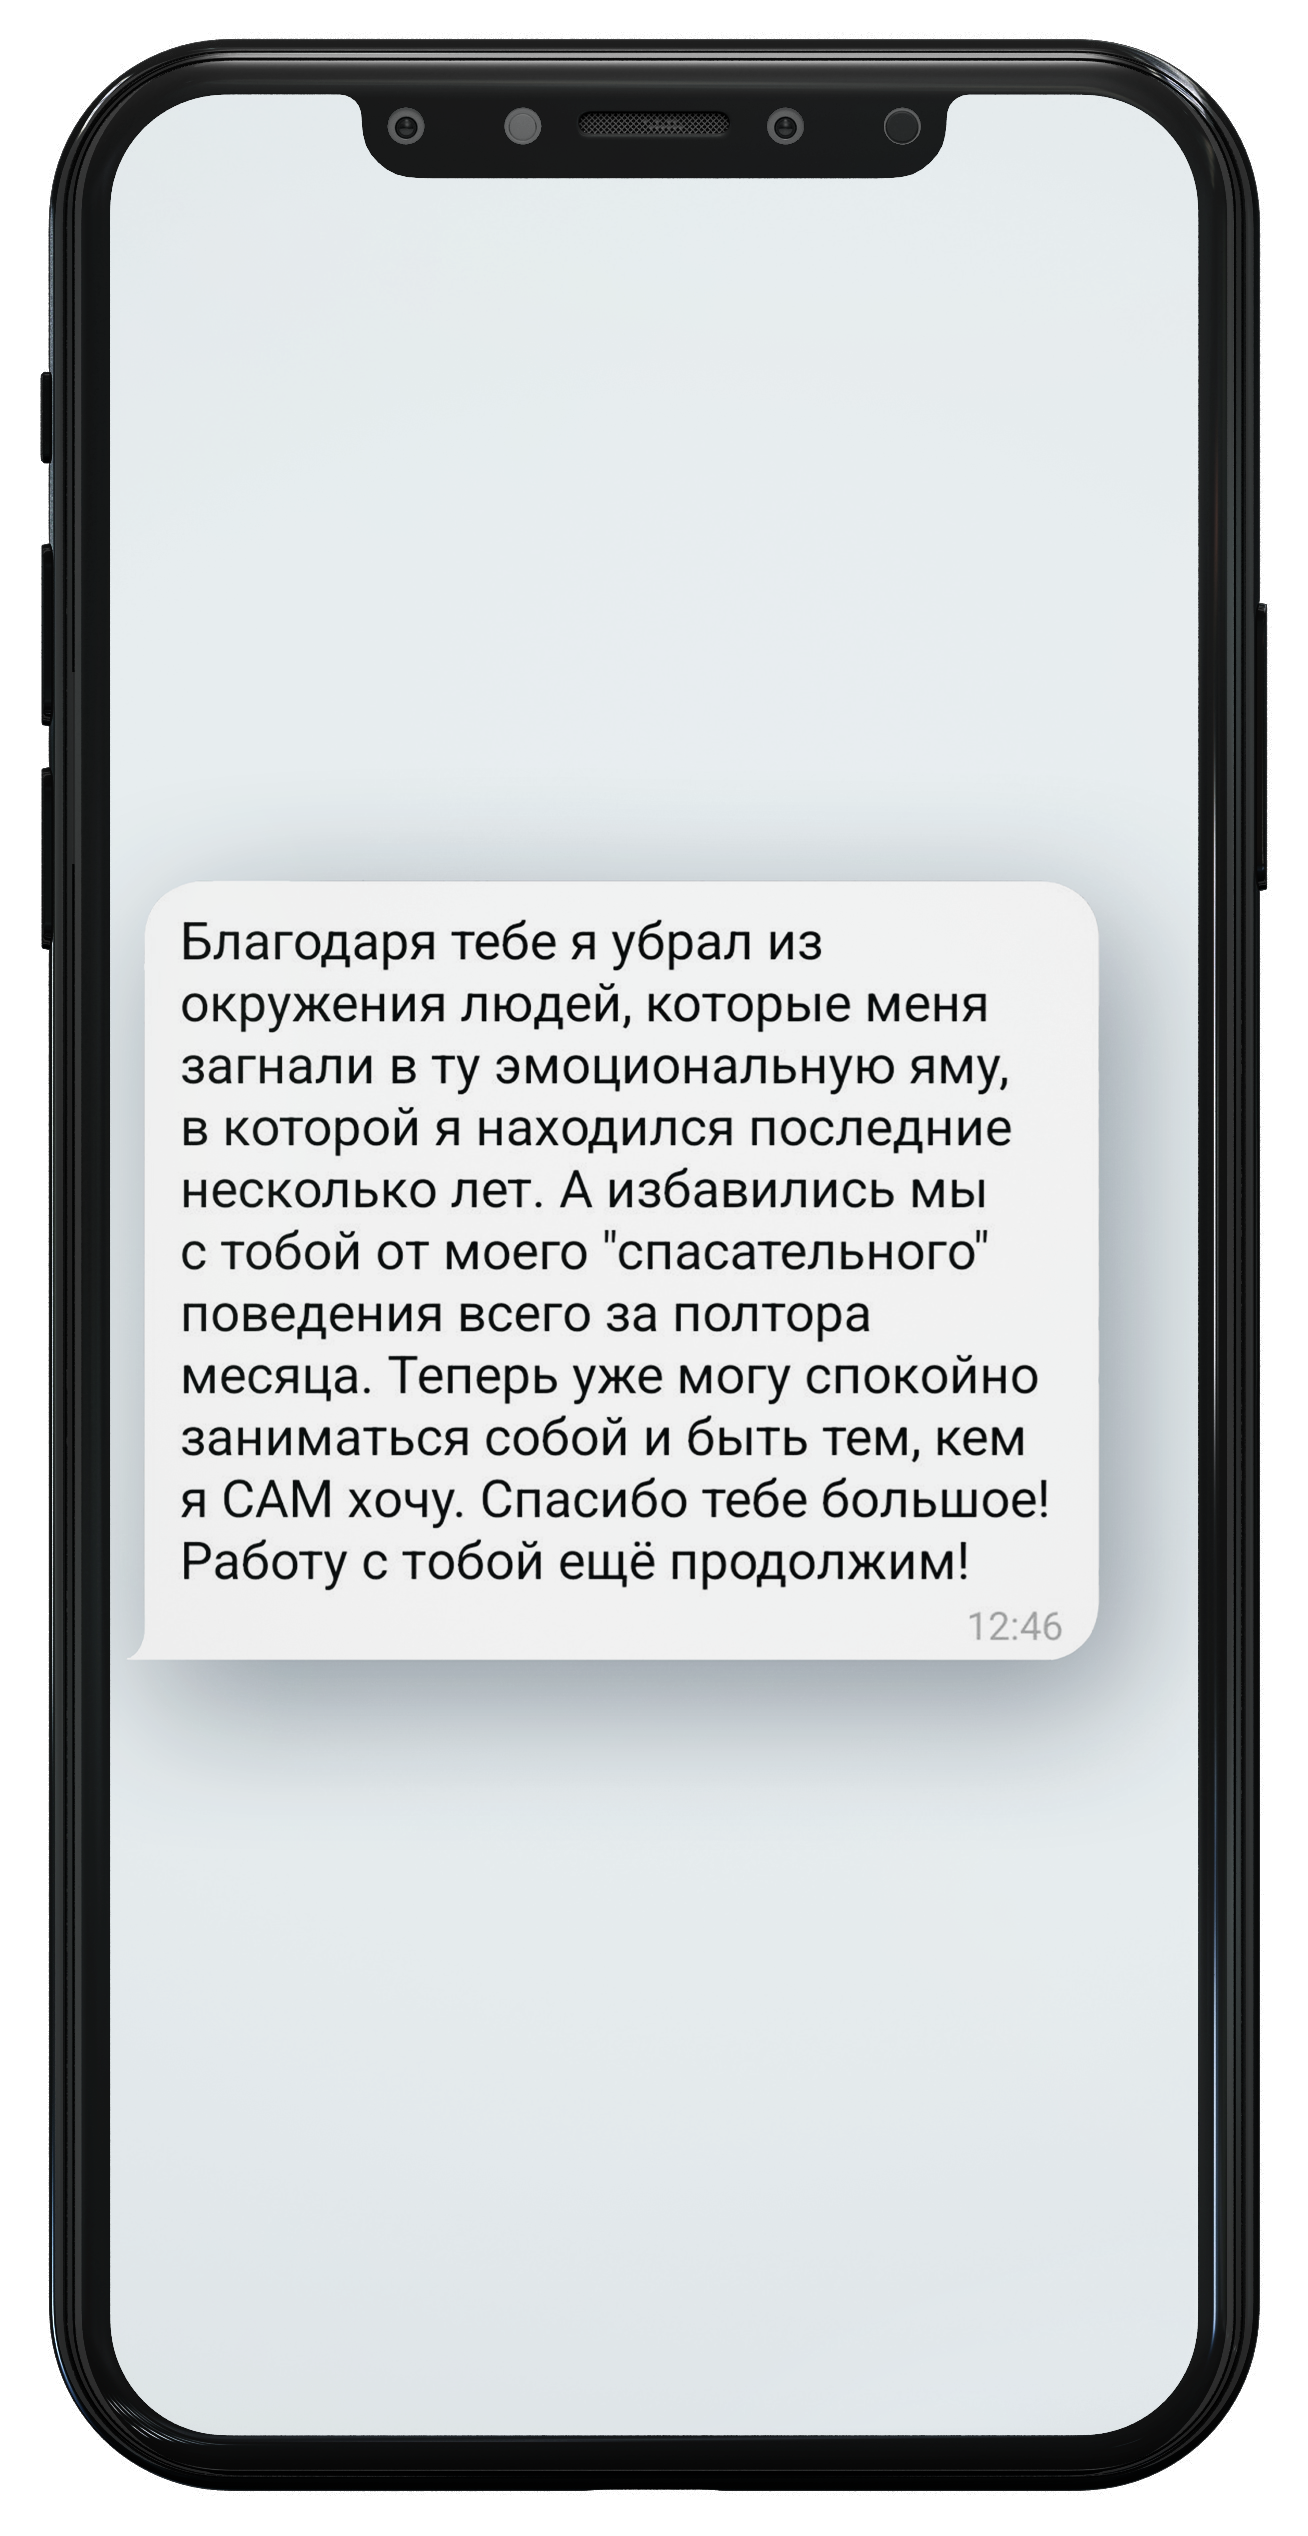 Благодаря тебе я убрал из
окружения людей, которые меня
загнали в ту эмоциональную яму,
в которой я находился последние
несколько лет. А избавились мы
с тобой от моего "спасательного"
поведения всего за полтора
месяца. Теперь уже могу спокойно
заниматься собой и быть тем, кем
я САМ хочу. Спасибо тебе большое!
Работу с тобой ещё продолжим!
12:46